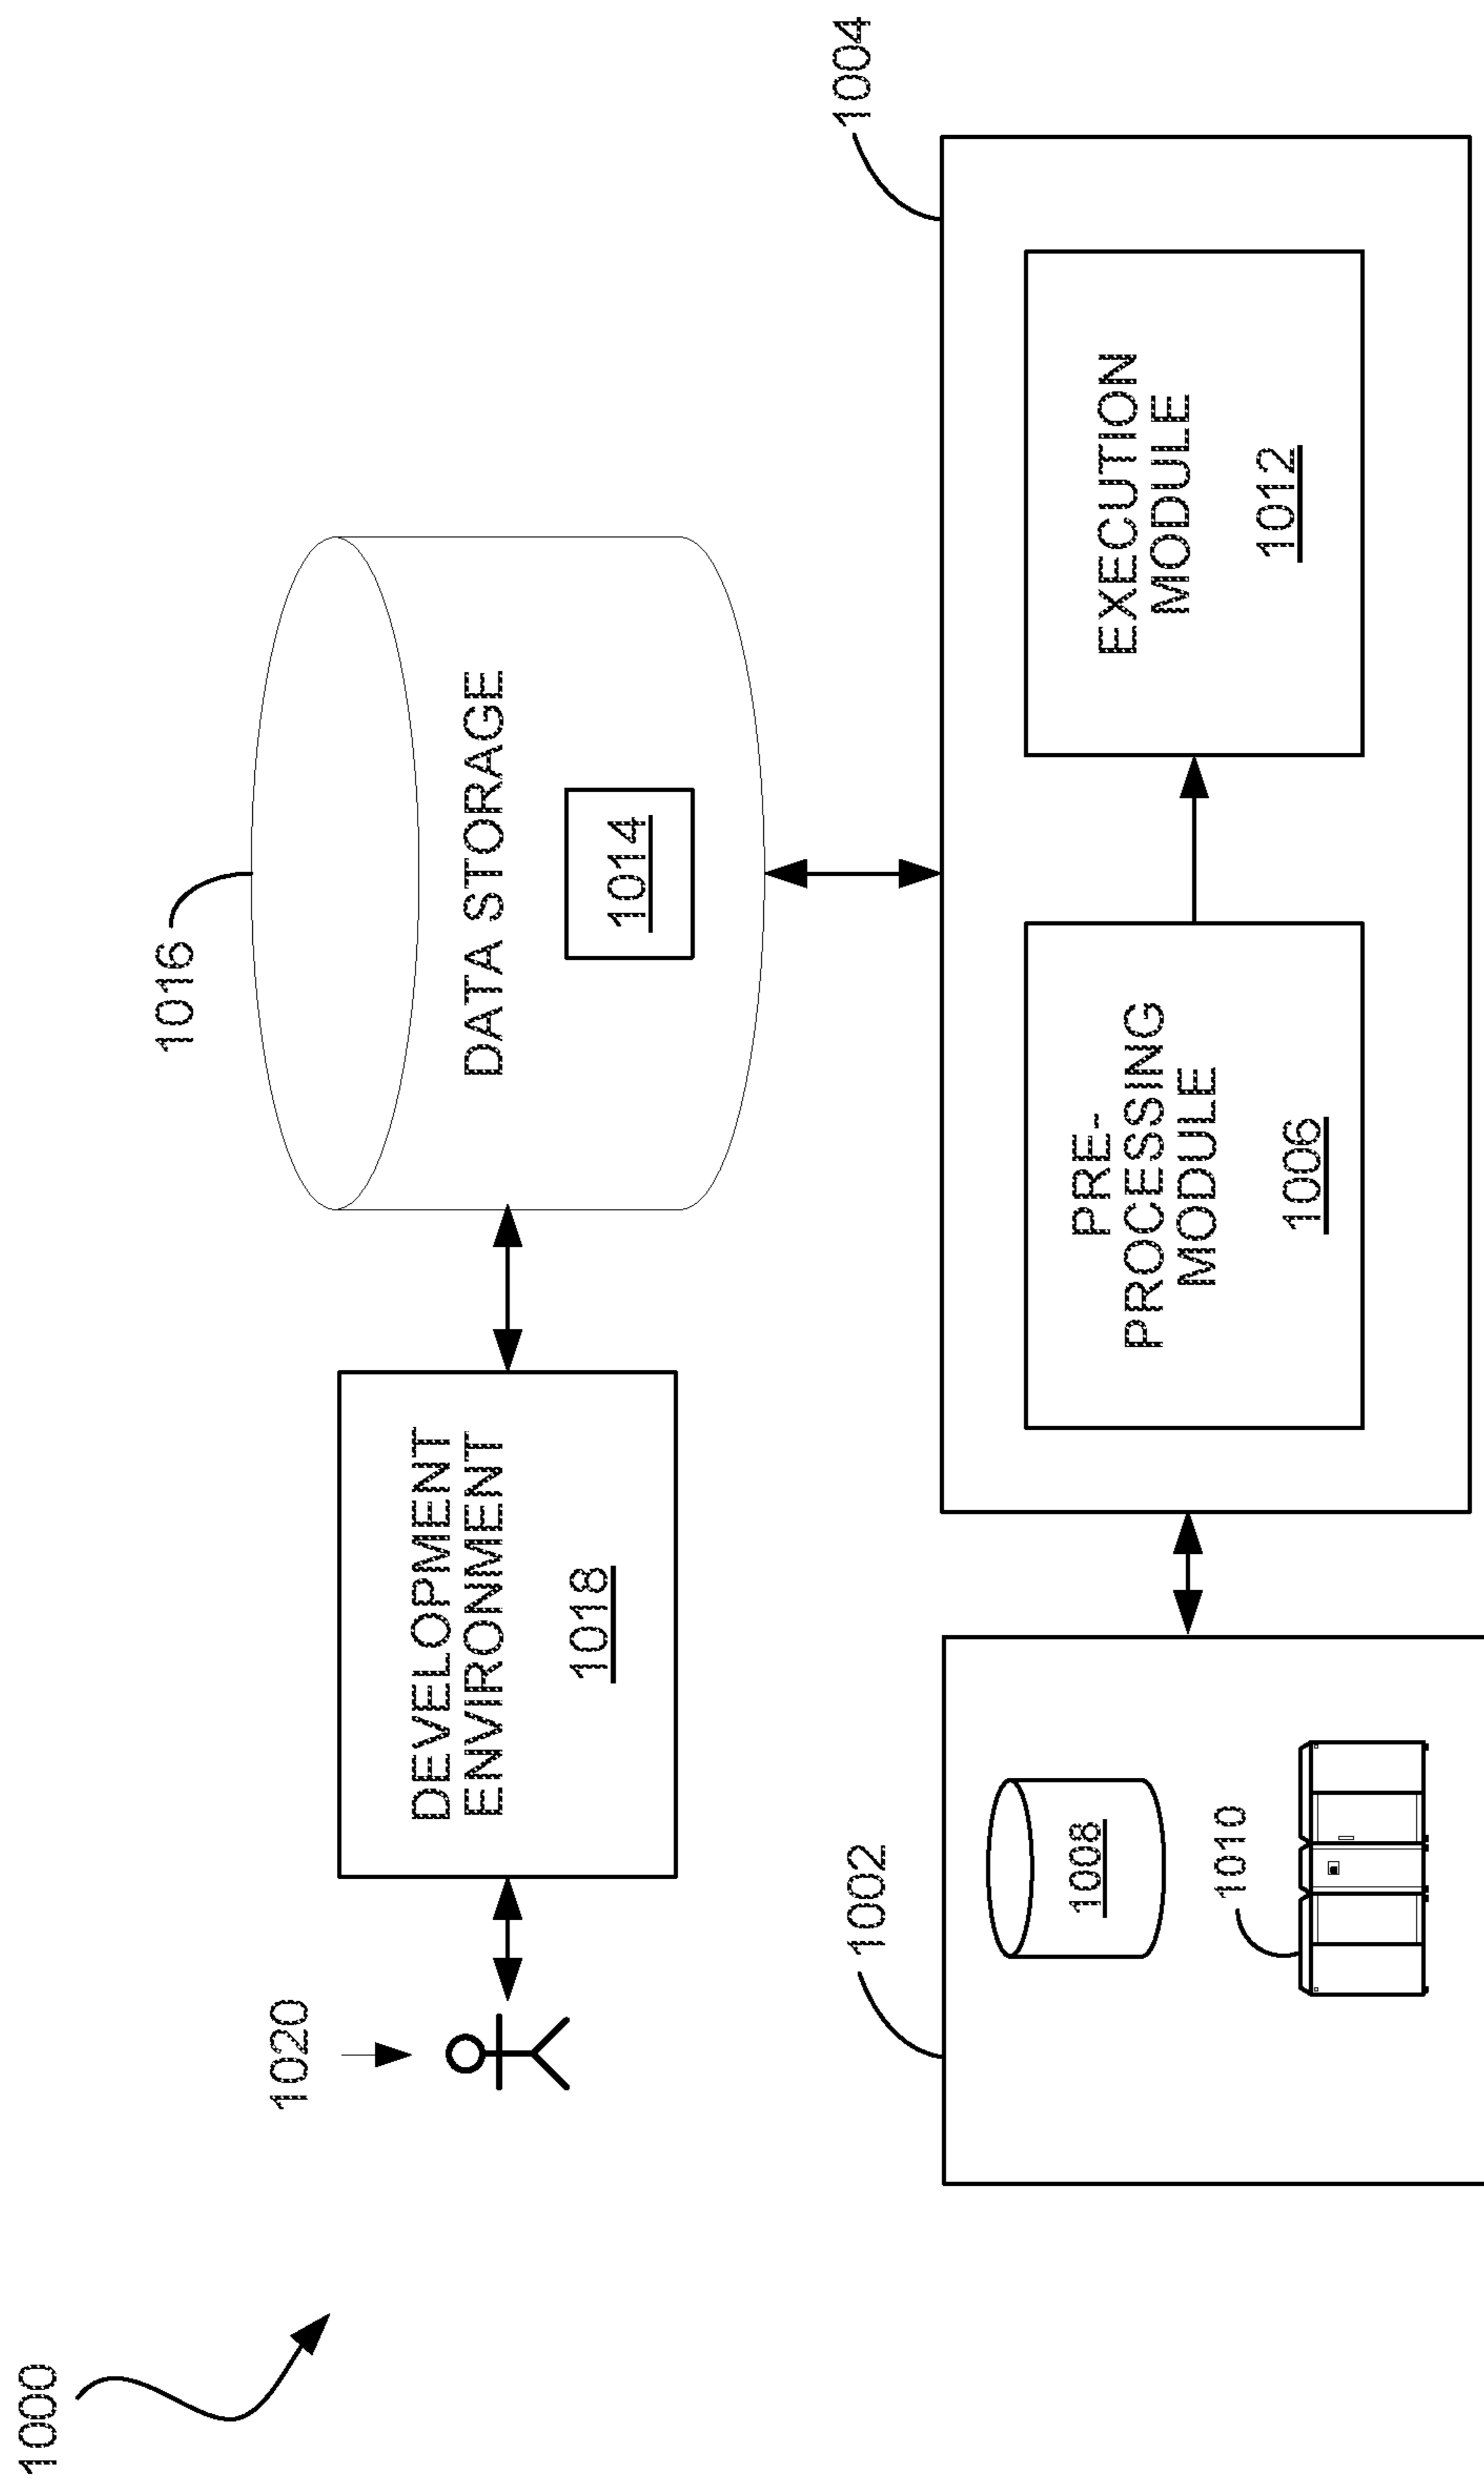 1000
1020
DEVELOPMENT
ENVIRONMENT
1018
1016
DATA STORAGE
1014
1002
1008
1010
1004
PRE-
PROCESSING
MODULE
1006
EXECUTION
MODULE
1012